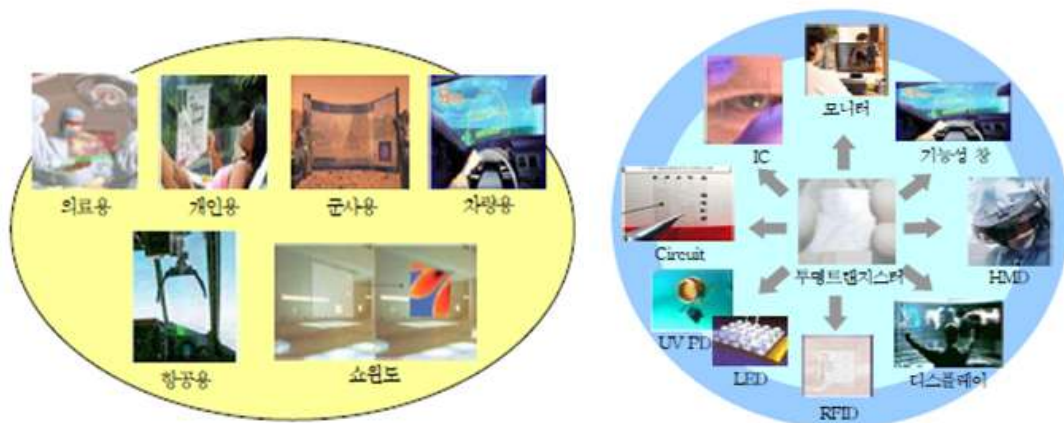 의료용
개인용
군사용
차량용
항공용
쇼윈도
모니터
IC
기능성 창
Circuit
투명트랜지스터
HMD
UV PD
LED
RFID
디스플레이